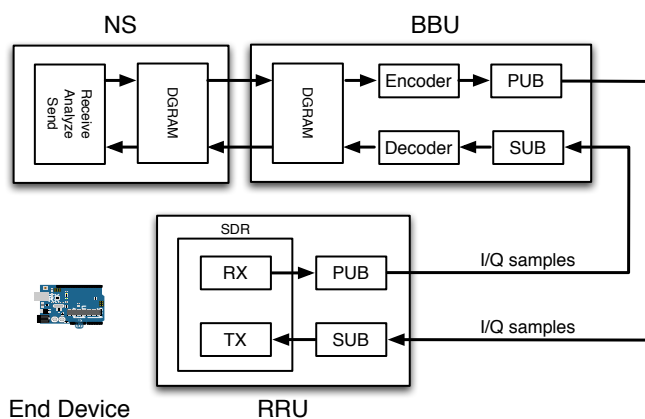 NS
BBU
Receive
Analyze
Send
DGRAM
DGRAM
Encoder
PUB
Decoder
SUB
SDR
RX
PUB
I/Q samples
TX
SUB
I/Q samples
End Device
RRU